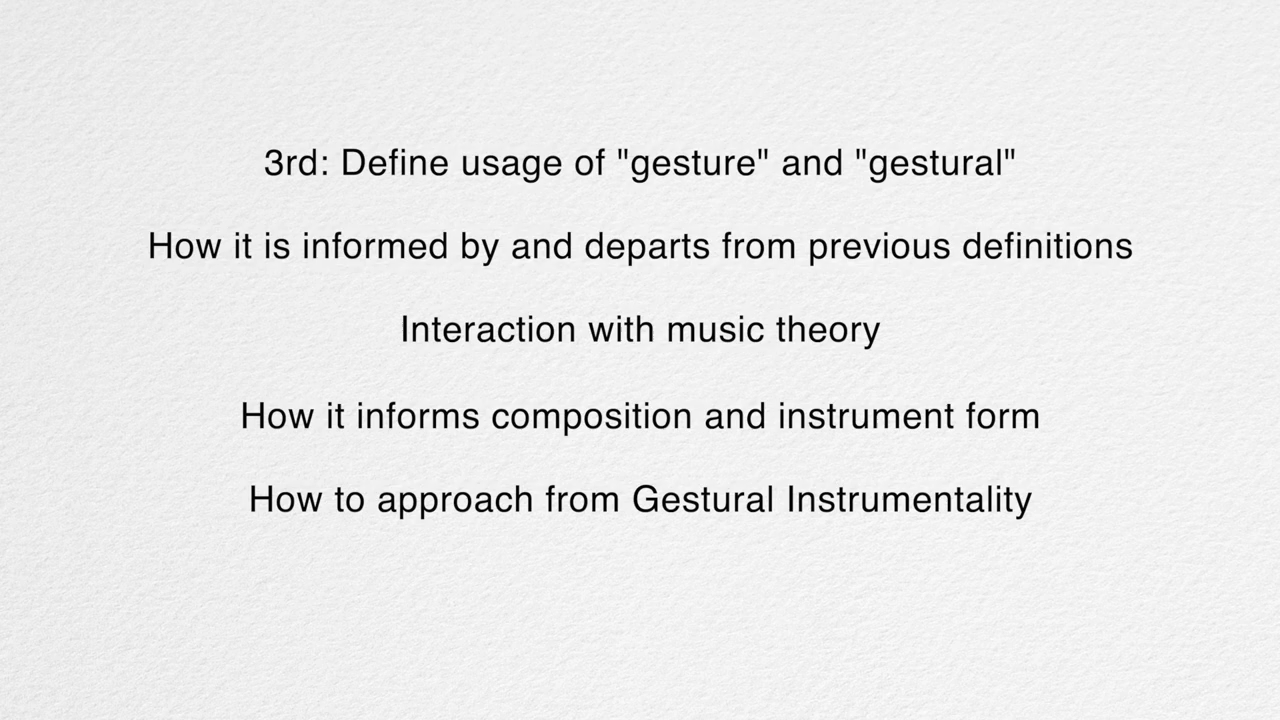 3rd: Define usage of "gesture" and "gestural"
How it is informed by and departs from previous definitions
Interaction with music theory
How it informs composition and instrument form
How to approach from Gestural Instrumentality